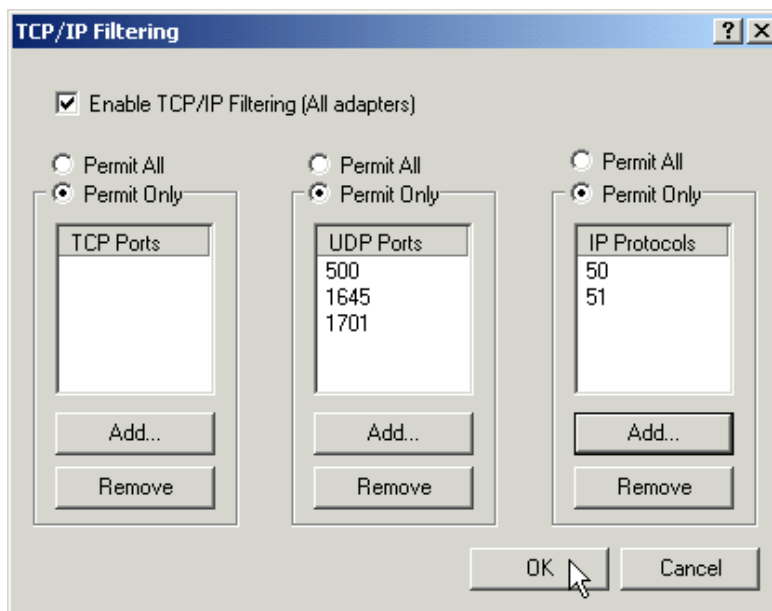 TCP/IP Filtering
Enable TCP/IP Filtering (All adapters)
Permit All
Permit Only
TCP Ports
Add...
Remove
Permit All
Permit Only
UDP Ports
500
1645
1701
Add...
Remove
Permit All
Permit Only
IP Protocols
50
51
Add...
Remove
OK
Cancel